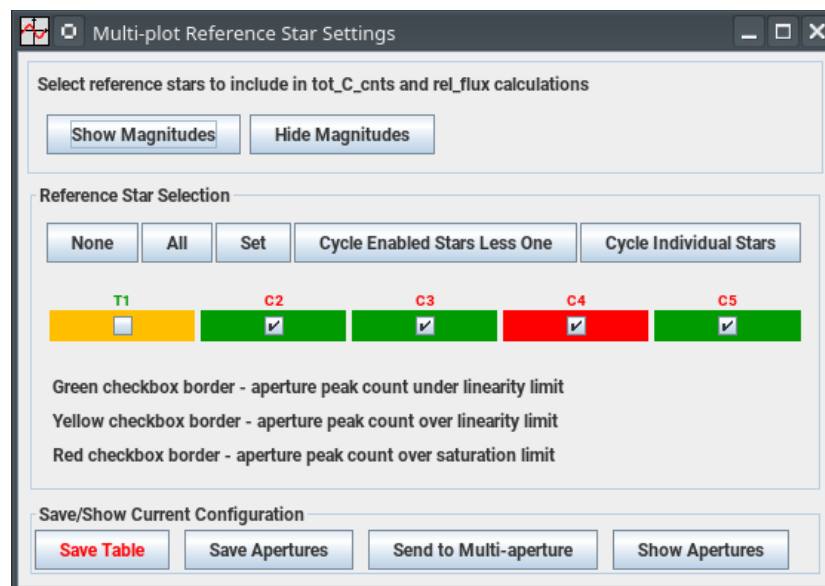 Multi-plot Reference Star Settings
Select reference stars to include in tot_C_cnts and rel_flux calculations
Show Magnitudes Hide Magnitudes
Reference Star Selection
None All Set Cycle Enabled Stars Less One Cycle Individual Stars
T1 C2 C3 C4 C5
Green checkbox border - aperture peak count under linearity limit
Yellow checkbox border - aperture peak count over linearity limit
Red checkbox border - aperture peak count over saturation limit
Save/Show Current Configuration
Save Table Save Apertures Send to Multi-aperture Show Apertures